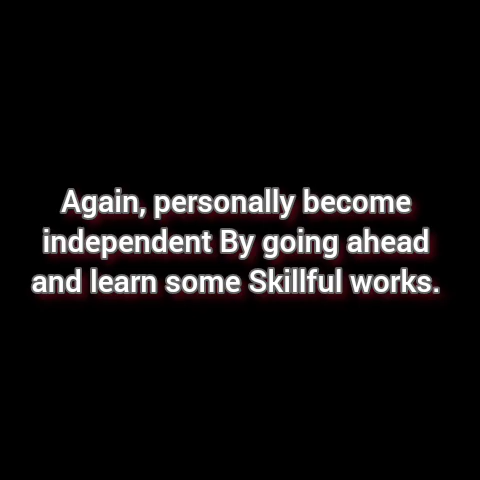 Again, personally become
independent By going ahead
and learn some Skillful works.